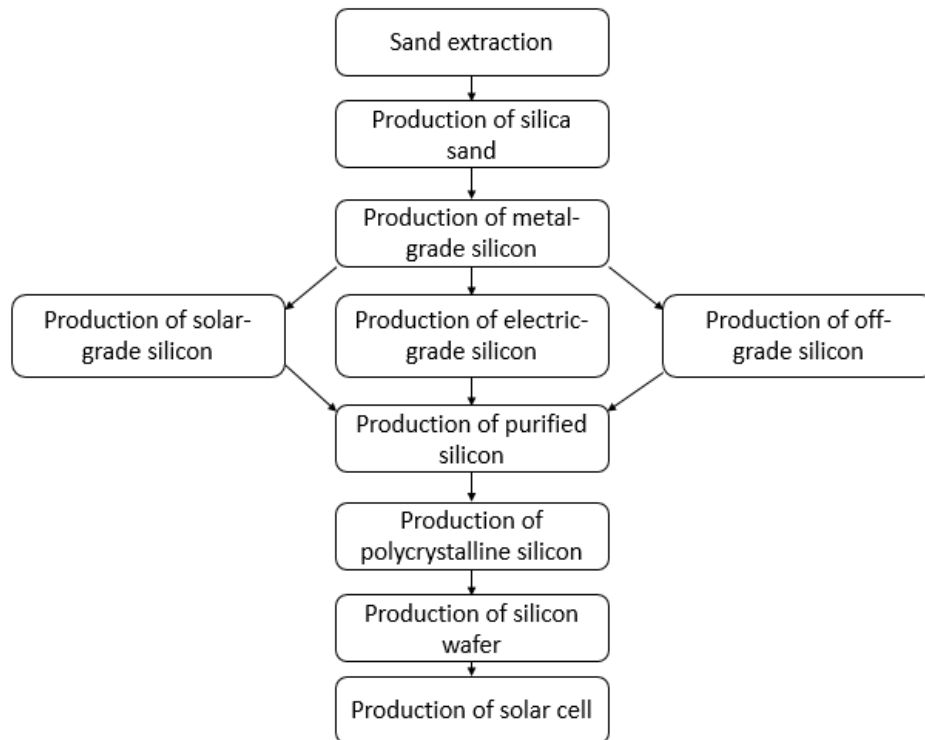 Sand extraction
Production of silica
sand
Production of metal-
grade silicon
Production of solar-
grade silicon
Production of electric-
grade silicon
Production of off-
grade silicon
Production of purified
silicon
Production of
polycrystalline silicon
Production of silicon
wafer
Production of solar cell